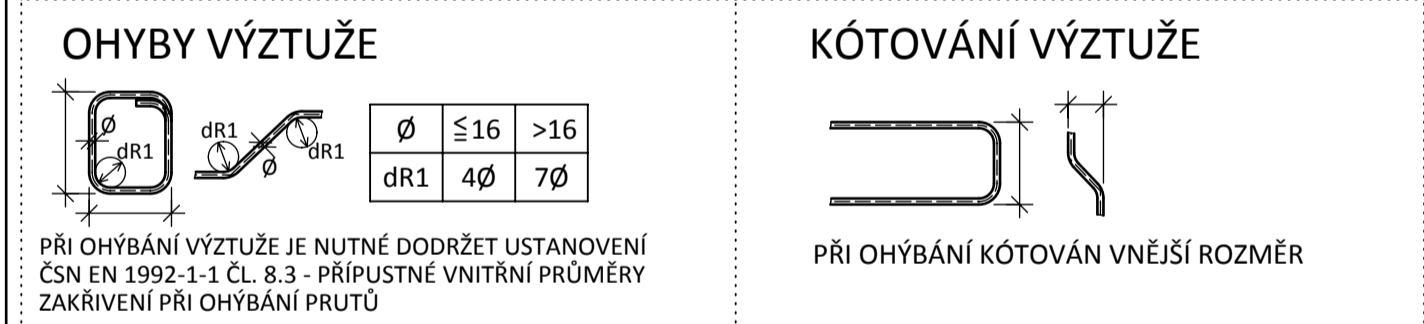 OHYBY VÝZTUŽE
Ø
dR1
dR1
Ø
dR1
Ø ≦16 >16
dR1 4Ø 7Ø
PŘI OHÝBÁNÍ VÝZTUŽE JE NUTNÉ DODRŽET USTANOVENÍ
ČSN EN 1992-1-1 ČL. 8.3 - PŘÍPUSTNÉ VNITŘNÍ PRŮMĚRY
ZAKŘIVENÍ PŘI OHÝBÁNÍ PRUTŮ
KÓTOVÁNÍ VÝZTUŽE
PŘI OHÝBÁNÍ KÓTOVÁN VNĚJŠÍ ROZMĚR